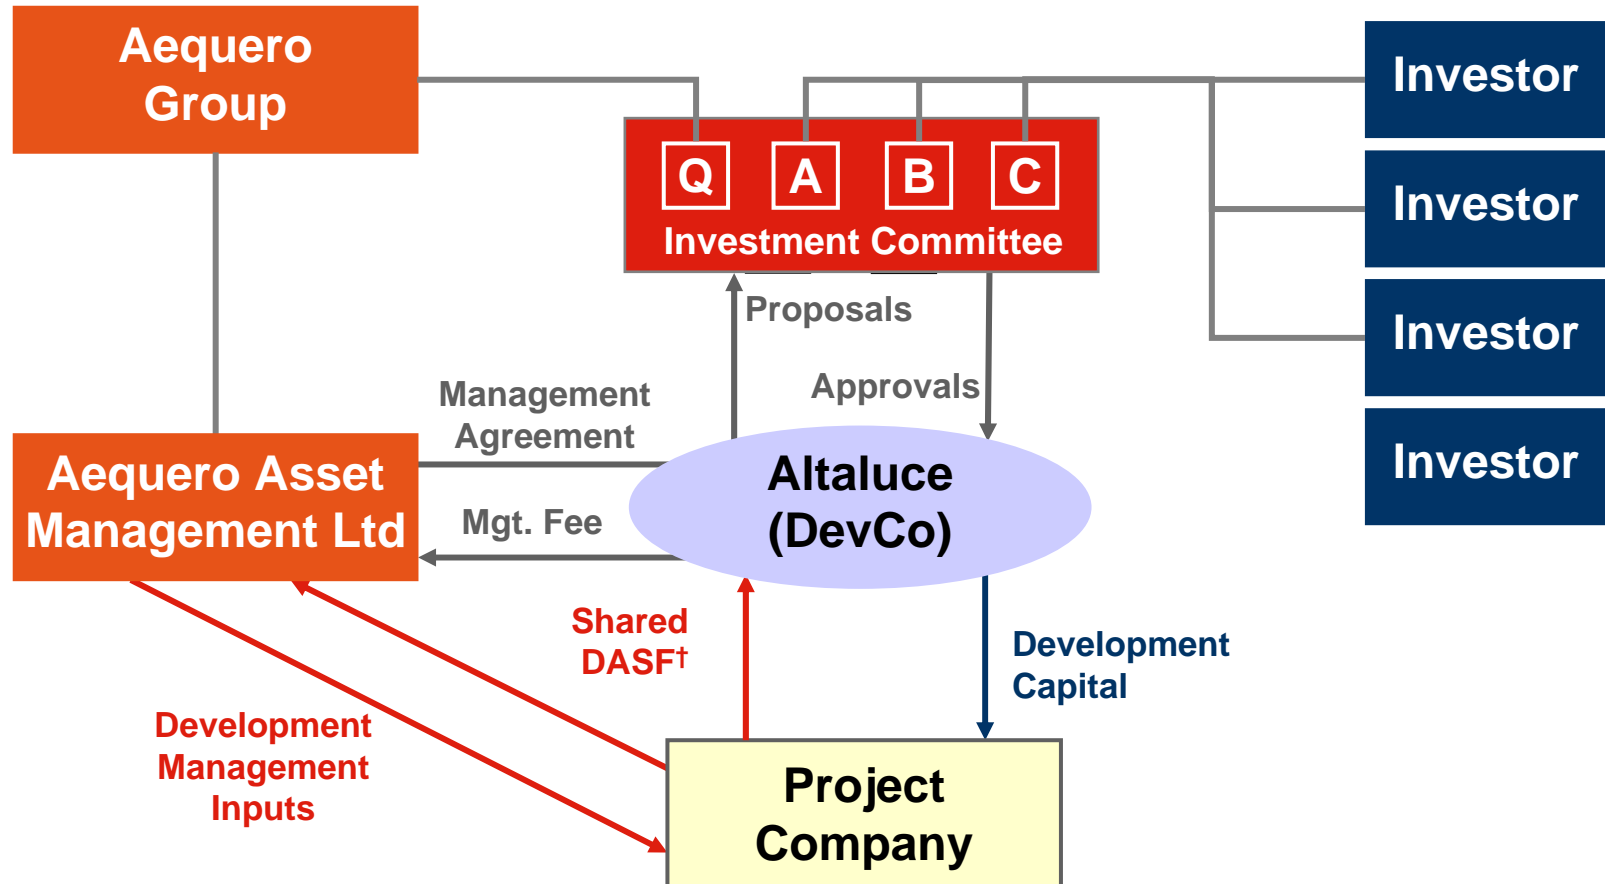 Aequero
Group
Q
A
B
C
Investment Committee
Investor
Investor
Investor
Investor
Proposals
Approvals
Management
Agreement
Mgt. Fee
Aequero Asset
Management Ltd
Altaluce
(DevCo)
Shared
DASF†
Development
Capital
Development
Management
Inputs
Project
Company